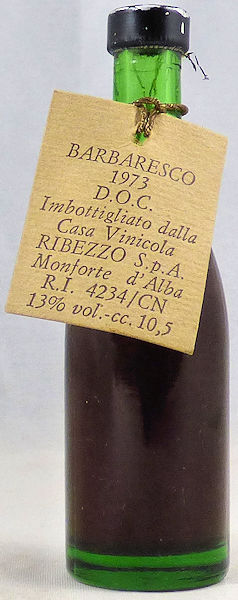 BARBARESCO
1973
D.O.C.
Imbottigliato dalla
Casa Vinicola
RIBEZZO S.p.A.
Monforte d'Alba
R.I. 4234/CN
13% vol.-cc. 10,5